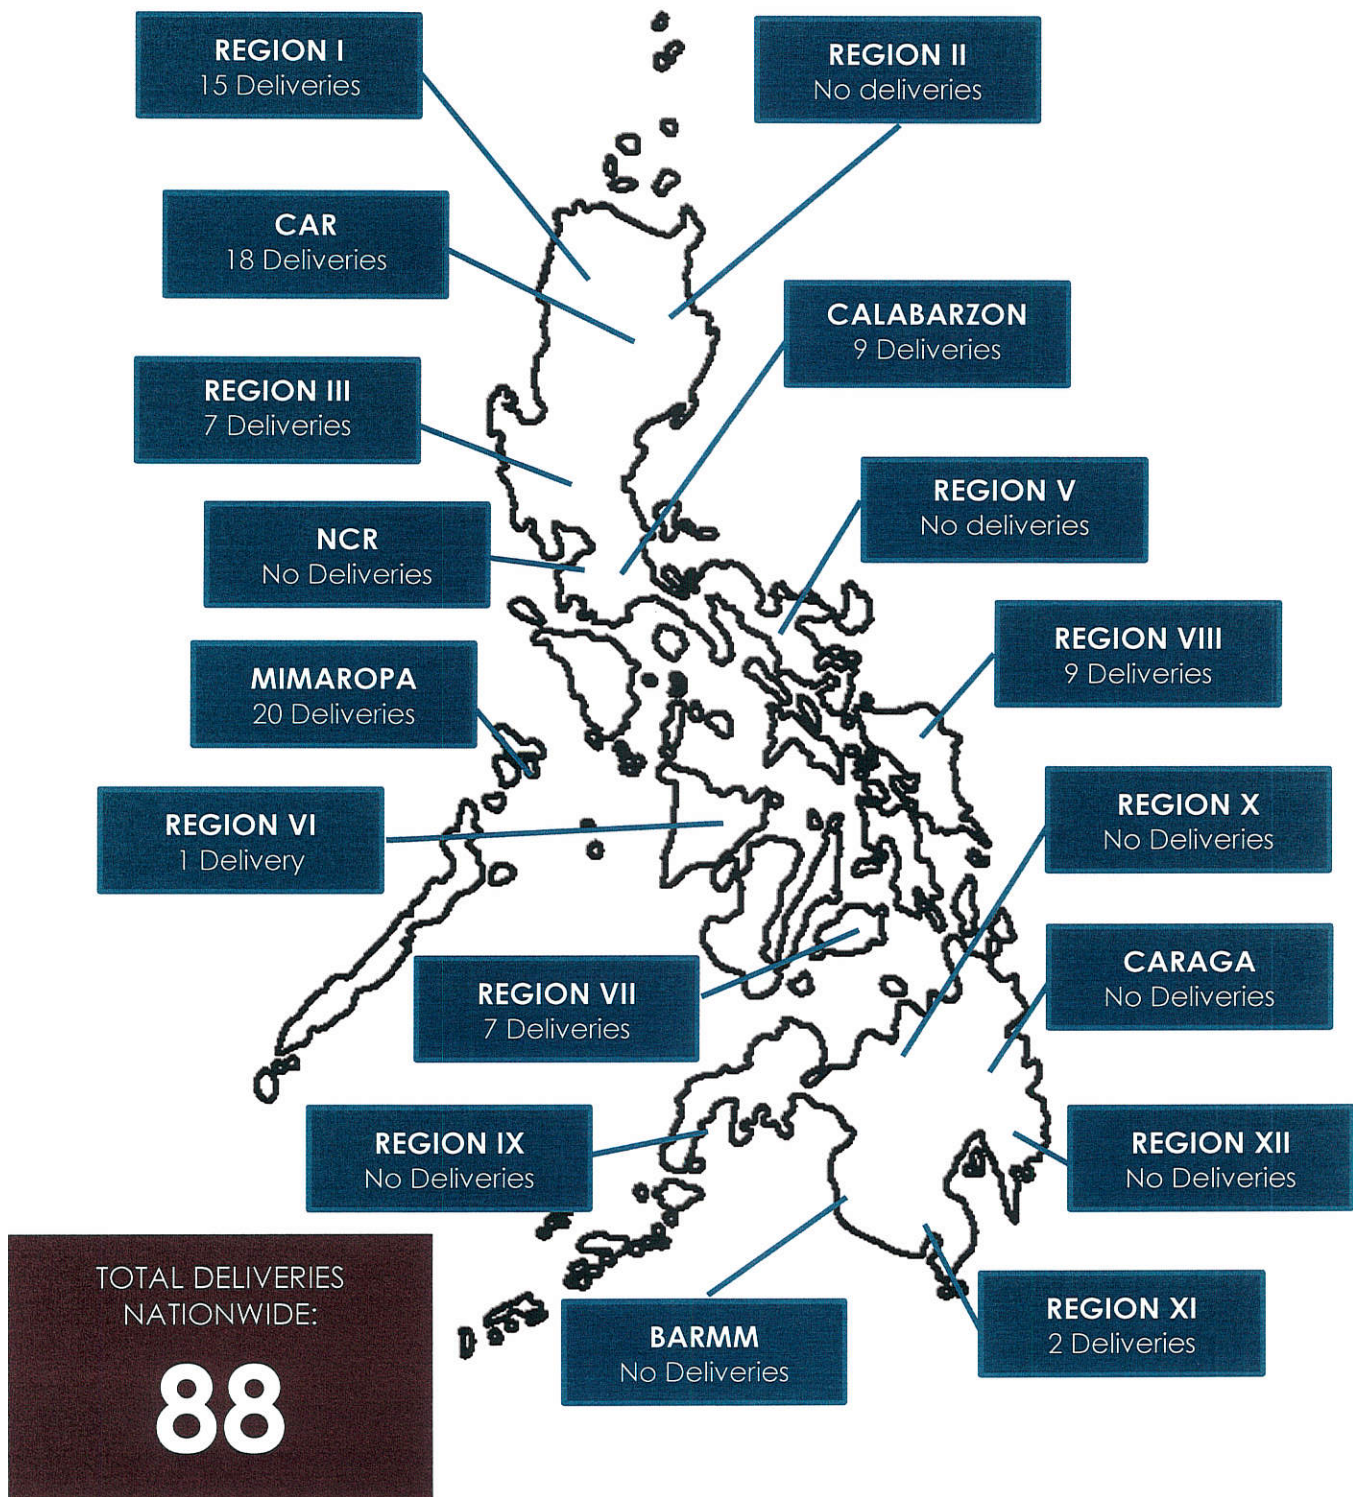 REGION I
15 Deliveries
REGION II
No deliveries
CAR
18 Deliveries
CALABARZON
9 Deliveries
REGION III
7 Deliveries
REGION V
No deliveries
NCR
No Deliveries
REGION VIII
9 Deliveries
MIMAROPA
20 Deliveries
REGION X
No Deliveries
REGION VI
1 Delivery
CARAGA
No Deliveries
REGION VII
7 Deliveries
REGION IX
No Deliveries
REGION XII
No Deliveries
TOTAL DELIVERIES
NATIONWIDE:
88
BARMM
No Deliveries
REGION XI
2 Deliveries